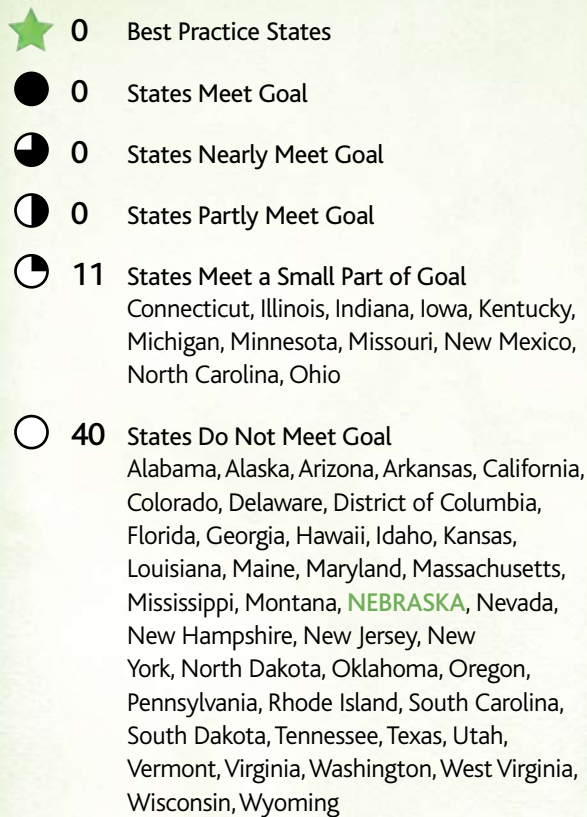 0 Best Practice States
0 States Meet Goal
0 States Nearly Meet Goal
0 States Partly Meet Goal
11 States Meet a Small Part of Goal
Connecticut, Illinois, Indiana, Iowa, Kentucky,
Michigan, Minnesota, Missouri, New Mexico,
North Carolina, Ohio
40 States Do Not Meet Goal
Alabama, Alaska, Arizona, Arkansas, California,
Colorado, Delaware, District of Columbia,
Florida, Georgia, Hawaii, Idaho, Kansas,
Louisiana, Maine, Maryland, Massachusetts,
Mississippi, Montana, NEBRASKA, Nevada,
New Hampshire, New Jersey, New
York, North Dakota, Oklahoma, Oregon,
Pennsylvania, Rhode Island, South Carolina,
South Dakota, Tennessee, Texas, Utah,
Vermont, Virginia, Washington, West Virginia,
Wisconsin, Wyoming